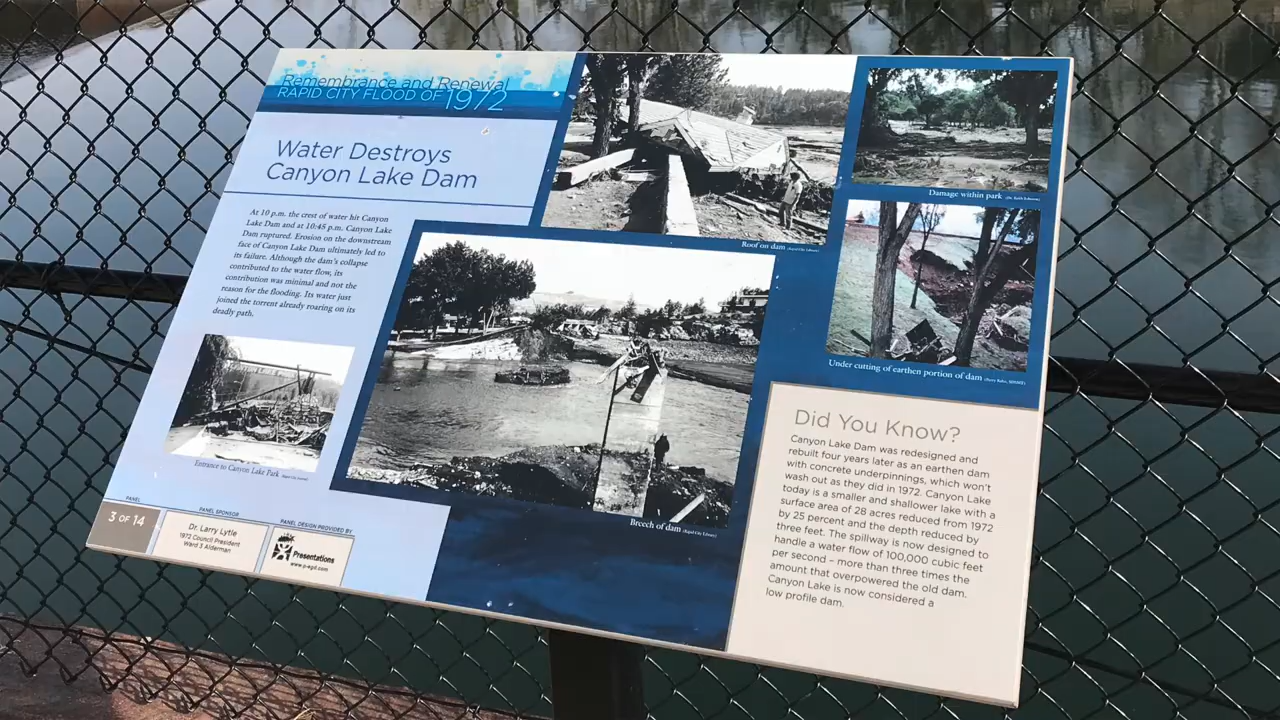 Remembrance and Renewal
RAPID CITY FLOOD OF 1972
Water Destroys
Canyon Lake Dam
At 10 p.m. the crest of water hit Canyon
Lake Dam and at 10:45 p.m. Canyon Lake
Dam ruptured. Erosion on the downstream
face of Canyon Lake Dam ultimately led to
its failure. Although the dam's collapse
contributed to the water flow, its
contribution was minimal and not the
reason for the flooding. Its water just
joined the torrent already roaring on its
deadly path.
Entrance to Canyon Lake Park
PANEL
3 OF 14
PANEL SPONSOR
Dr. Larry Lytle
1972 Council President
Ward 3 Alderman
PANEL DESIGN PROVIDED BY
Presentations
Roof on dam (Rapid City Library)
Breech of dam (Rapid City Library)
Damage within park
Under cutting of earthen portion of dam
Did You Know?
Canyon Lake Dam was redesigned and
rebuilt four years later as an earthen dam
with concrete underpinnings, which won't
wash out as they did in 1972. Canyon Lake
today is a smaller and shallower lake with a
surface area of 28 acres reduced from 1972
by 25 percent and the depth reduced by
three feet. The spillway is now designed to
handle a water flow of 100,000 cubic feet
per second – more than three times the
amount that overpowered the old dam.
Canyon Lake is now considered a
low profile dam.